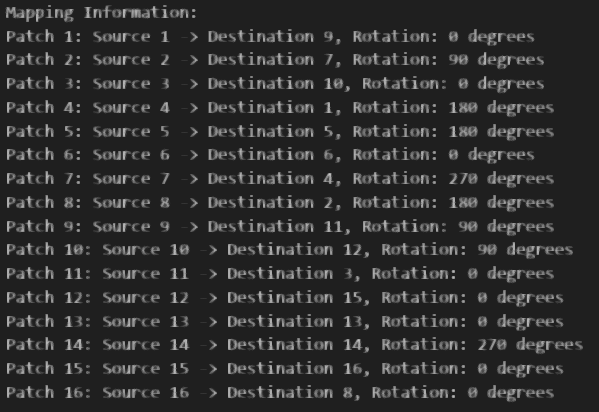 Mapping Information:
Patch 1: Source 1 -> Destination 9, Rotation: 0 degrees
Patch 2: Source 2 -> Destination 7, Rotation: 90 degrees
Patch 3: Source 3 -> Destination 10, Rotation: 0 degrees
Patch 4: Source 4 -> Destination 1, Rotation: 180 degrees
Patch 5: Source 5 -> Destination 5, Rotation: 180 degrees
Patch 6: Source 6 -> Destination 6, Rotation: 0 degrees
Patch 7: Source 7 -> Destination 4, Rotation: 270 degrees
Patch 8: Source 8 -> Destination 2, Rotation: 180 degrees
Patch 9: Source 9 -> Destination 11, Rotation: 90 degrees
Patch 10: Source 10 -> Destination 12, Rotation: 90 degrees
Patch 11: Source 11 -> Destination 3, Rotation: 0 degrees
Patch 12: Source 12 -> Destination 15, Rotation: 0 degrees
Patch 13: Source 13 -> Destination 13, Rotation: 0 degrees
Patch 14: Source 14 -> Destination 14, Rotation: 270 degrees
Patch 15: Source 15 -> Destination 16, Rotation: 0 degrees
Patch 16: Source 16 -> Destination 8, Rotation: 0 degrees